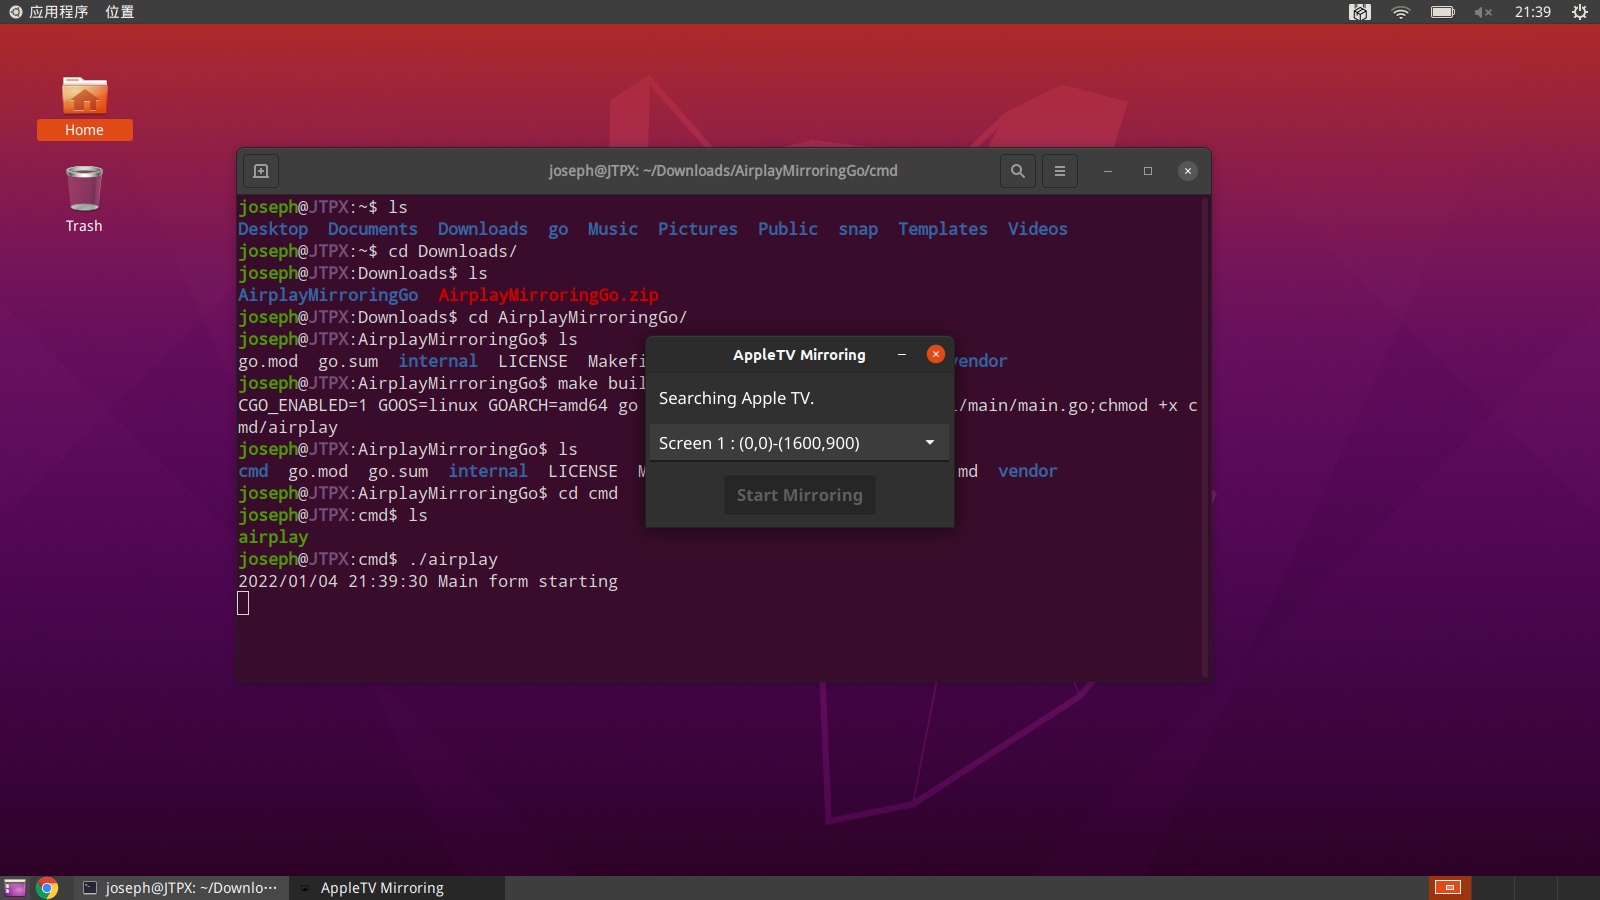 应用程序 位置 21:39
Home
Trash
joseph@JTPX: ~/Downloads/AirplayMirroringGo/cmd
joseph@JTPX:~$ ls
Desktop Documents Downloads go Music Pictures Public snap Templates Videos
joseph@JTPX:~$ cd Downloads/
joseph@JTPX:Downloads$ ls
AirplayMirroringGo AirplayMirroringGo.zip
joseph@JTPX:Downloads$ cd AirplayMirroringGo/
joseph@JTPX:AirplayMirroringGo$ ls
go.mod go.sum internal LICENSE Makefi vendor
joseph@JTPX:AirplayMirroringGo$ make buil
CGO_ENABLED=1 GOOS=linux GOARCH=amd64 go /main/main.go;chmod +x c
md/airplay
joseph@JTPX:AirplayMirroringGo$ ls
cmd go.mod go.sum internal LICENSE M md vendor
joseph@JTPX:AirplayMirroringGo$ cd cmd
joseph@JTPX:cmd$ ls
airplay
joseph@JTPX:cmd$ ./airplay
2022/01/04 21:39:30 Main form starting
AppleTV Mirroring
Searching Apple TV.
Screen 1 : (0,0)-(1600,900)
Start Mirroring
joseph@JTPX: ~/Downlo··· AppleTV Mirroring